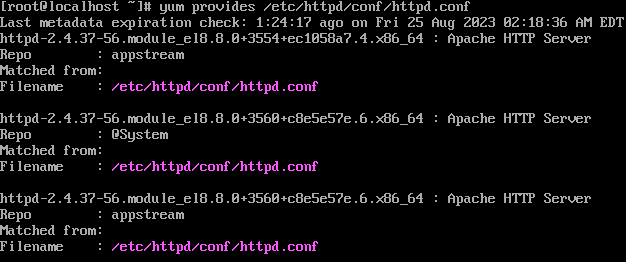 [root@localhost ~]# yum provides /etc/httpd/conf/httpd.conf
Last metadata expiration check: 1:24:17 ago on Fri 25 Aug 2023 02:18:36 AM EDT.
httpd-2.4.37-56.module_el8.8.0+3554+ec1058a7.4.x86_64 : Apache HTTP Server
Repo        : appstream
Matched from:
Filename    : /etc/httpd/conf/httpd.conf

httpd-2.4.37-56.module_el8.8.0+3560+c8e5e57e.6.x86_64 : Apache HTTP Server
Repo        : @System
Matched from:
Filename    : /etc/httpd/conf/httpd.conf

httpd-2.4.37-56.module_el8.8.0+3560+c8e5e57e.6.x86_64 : Apache HTTP Server
Repo        : appstream
Matched from:
Filename    : /etc/httpd/conf/httpd.conf